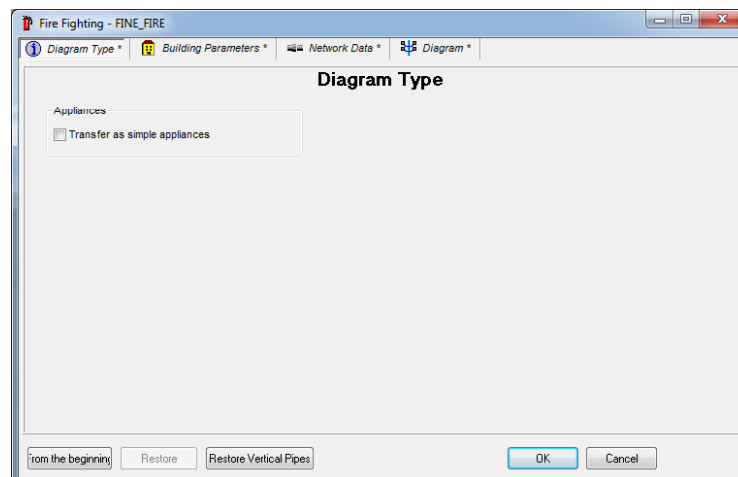 Fire Fighting - FINE_FIRE
Diagram Type * Building Parameters * Network Data * Diagram *
Diagram Type
Appliances
Transfer as simple appliances
From the beginning Restore Restore Vertical Pipes OK Cancel